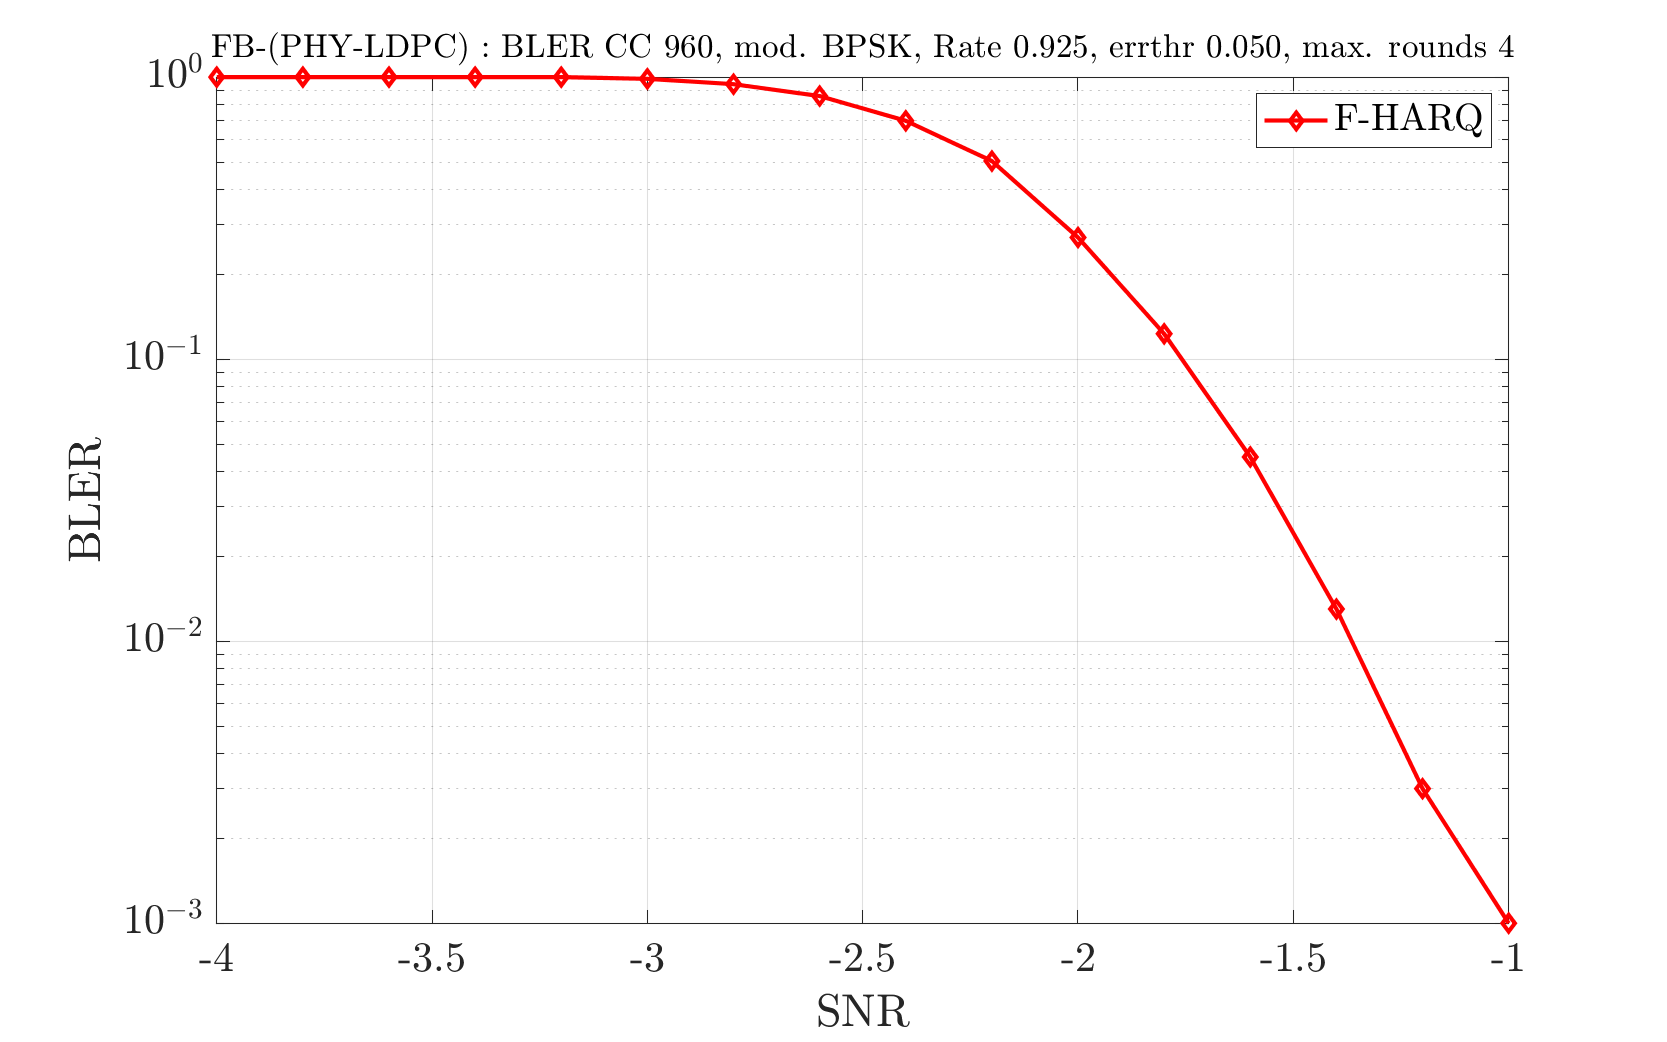 FB-(PHY-LDPC) : BLER CC 960, mod. BPSK, Rate 0.925, errthr 0.050, max. rounds 4
F-HARQ
10^0
10^{-1}
10^{-2}
10^{-3}
BLER
-4 -3.5 -3 -2.5 -2 -1.5 -1
SNR